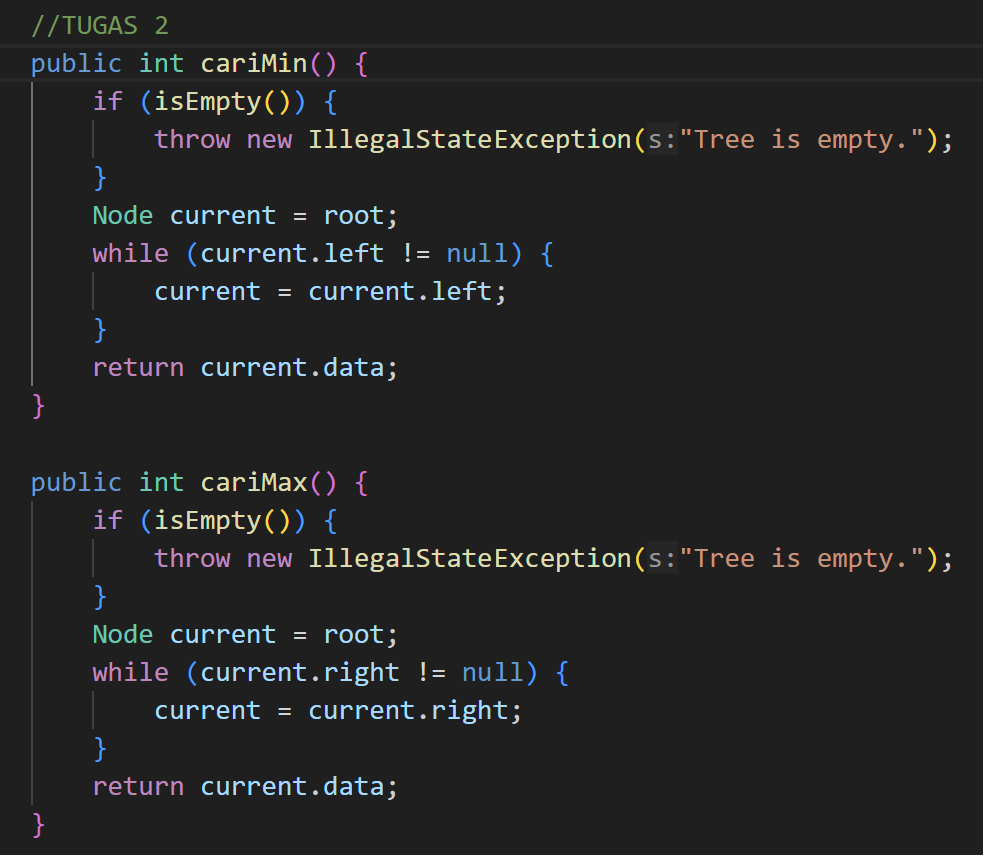 //TUGAS 2
public int cariMin() {
    if (isEmpty()) {
        throw new IllegalStateException(s:"Tree is empty.");
    }
    Node current = root;
    while (current.left != null) {
        current = current.left;
    }
    return current.data;
}

public int cariMax() {
    if (isEmpty()) {
        throw new IllegalStateException(s:"Tree is empty.");
    }
    Node current = root;
    while (current.right != null) {
        current = current.right;
    }
    return current.data;
}